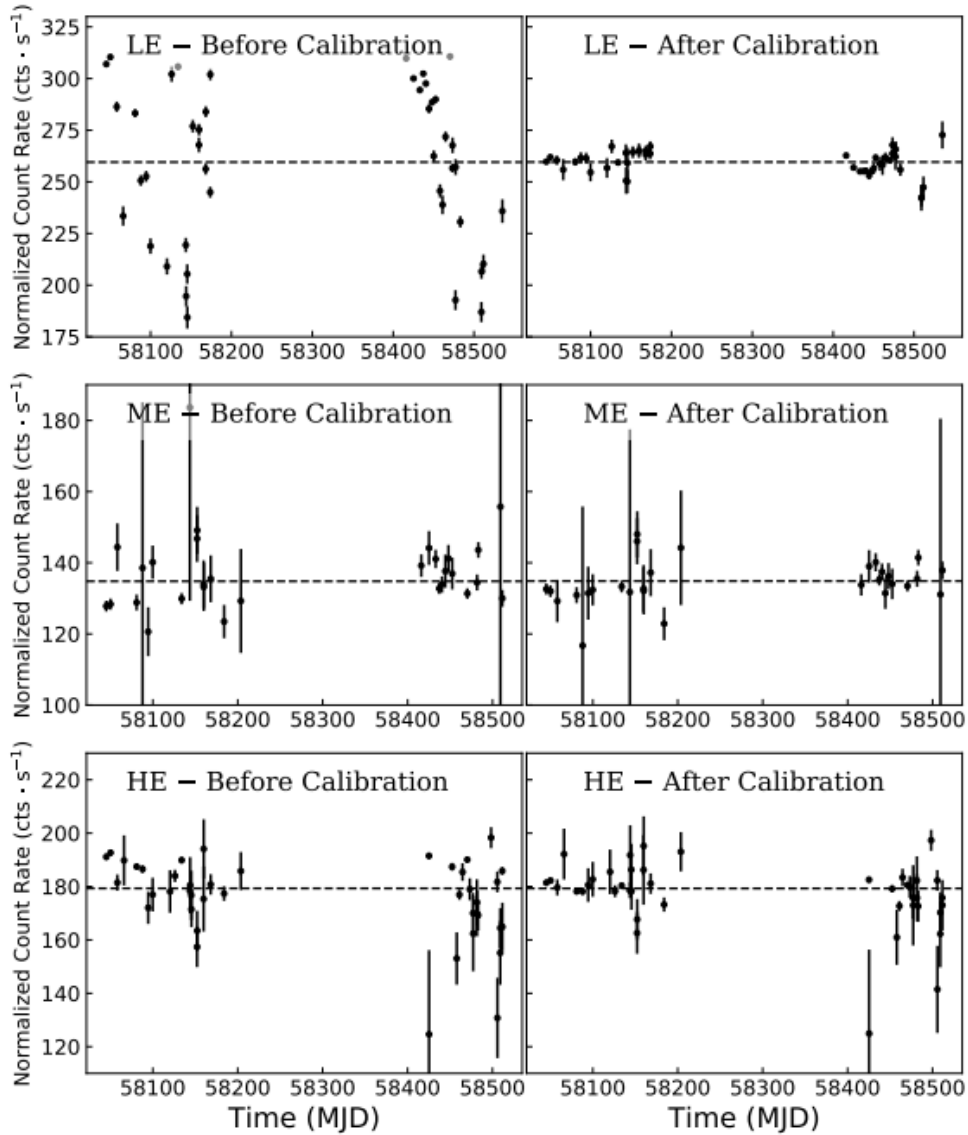 LE − Before Calibration
LE − After Calibration
Normalized Count Rate (cts · s⁻¹)
325
300
275
250
225
200
175
58100 58200 58300 58400 58500
58100 58200 58300 58400 58500
ME − Before Calibration
ME − After Calibration
Normalized Count Rate (cts · s⁻¹)
180
160
140
120
100
58100 58200 58300 58400 58500
58100 58200 58300 58400 58500
HE − Before Calibration
HE − After Calibration
Normalized Count Rate (cts · s⁻¹)
220
200
180
160
140
120
58100 58200 58300 58400 58500
58100 58200 58300 58400 58500
Time (MJD)
Time (MJD)